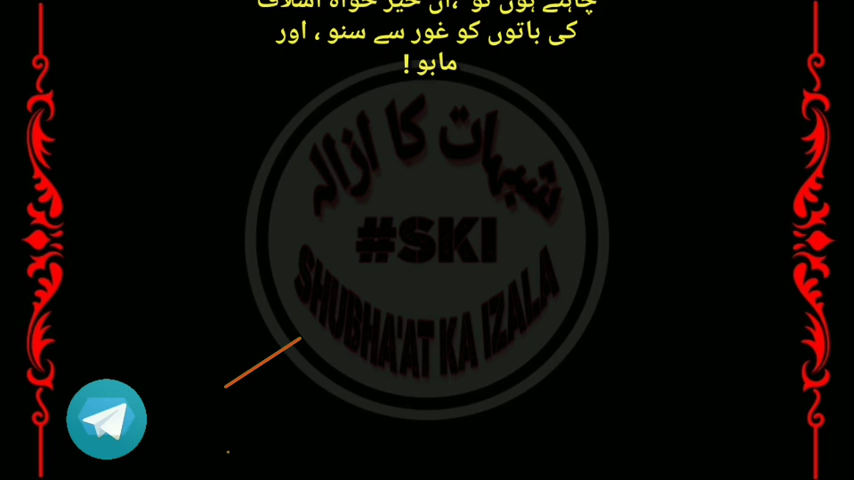 چاہتے ہوں تو ،ان خیر خواہ اسلاف
کی باتوں کو غور سے سنو ، اور
مابو !
شبہات کا ازالہ
#SKI
SHUBHA'AT KA IZALA